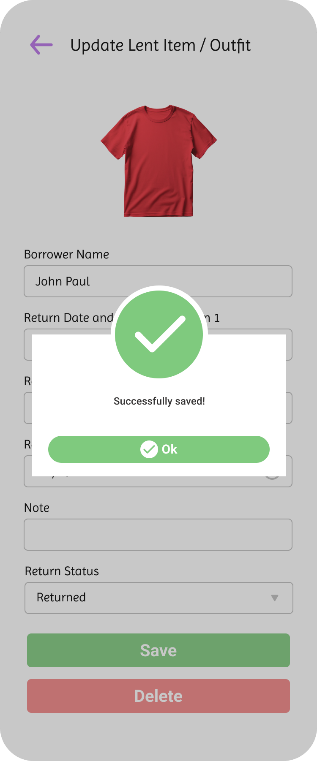 Update Lent Item / Outfit
Borrower Name
John Paul
Return Date and
n 1
Successfully saved!
Ok
Note
Return Status
Returned
Save
Delete